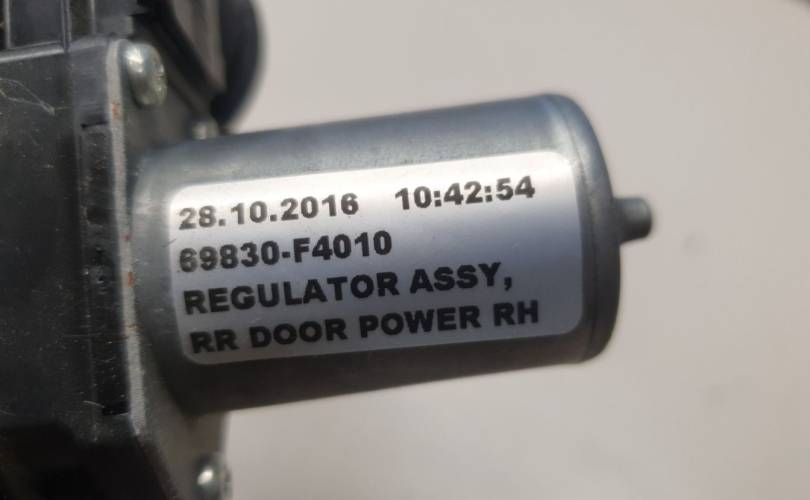 28.10.2016 10:42:54
69830-F4010
REGULATOR ASSY,
RR DOOR POWER RH